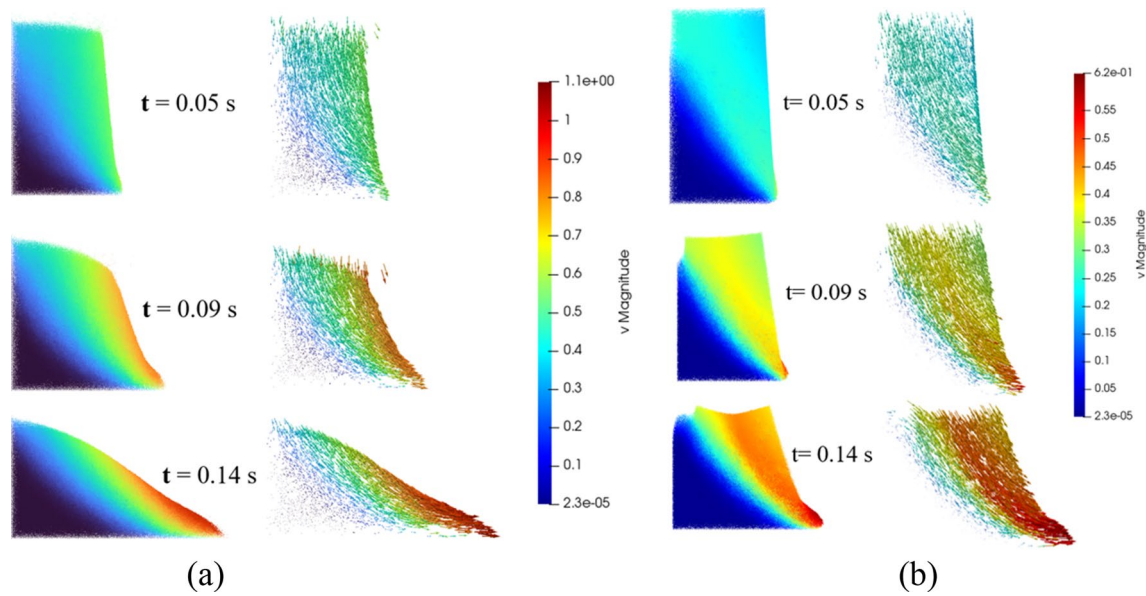 t = 0.05 s
t = 0.09 s
t = 0.14 s
1.1e+00
1
0.9
0.8
0.7
0.6
0.5
0.4
0.3
0.2
0.1
2.3e-05
v Magnitude
(a)
t= 0.05 s
t= 0.09 s
t= 0.14 s
6.2e-01
0.55
0.5
0.45
0.4
0.35
0.3
0.25
0.2
0.15
0.1
0.05
2.3e-05
v Magnitude
(b)